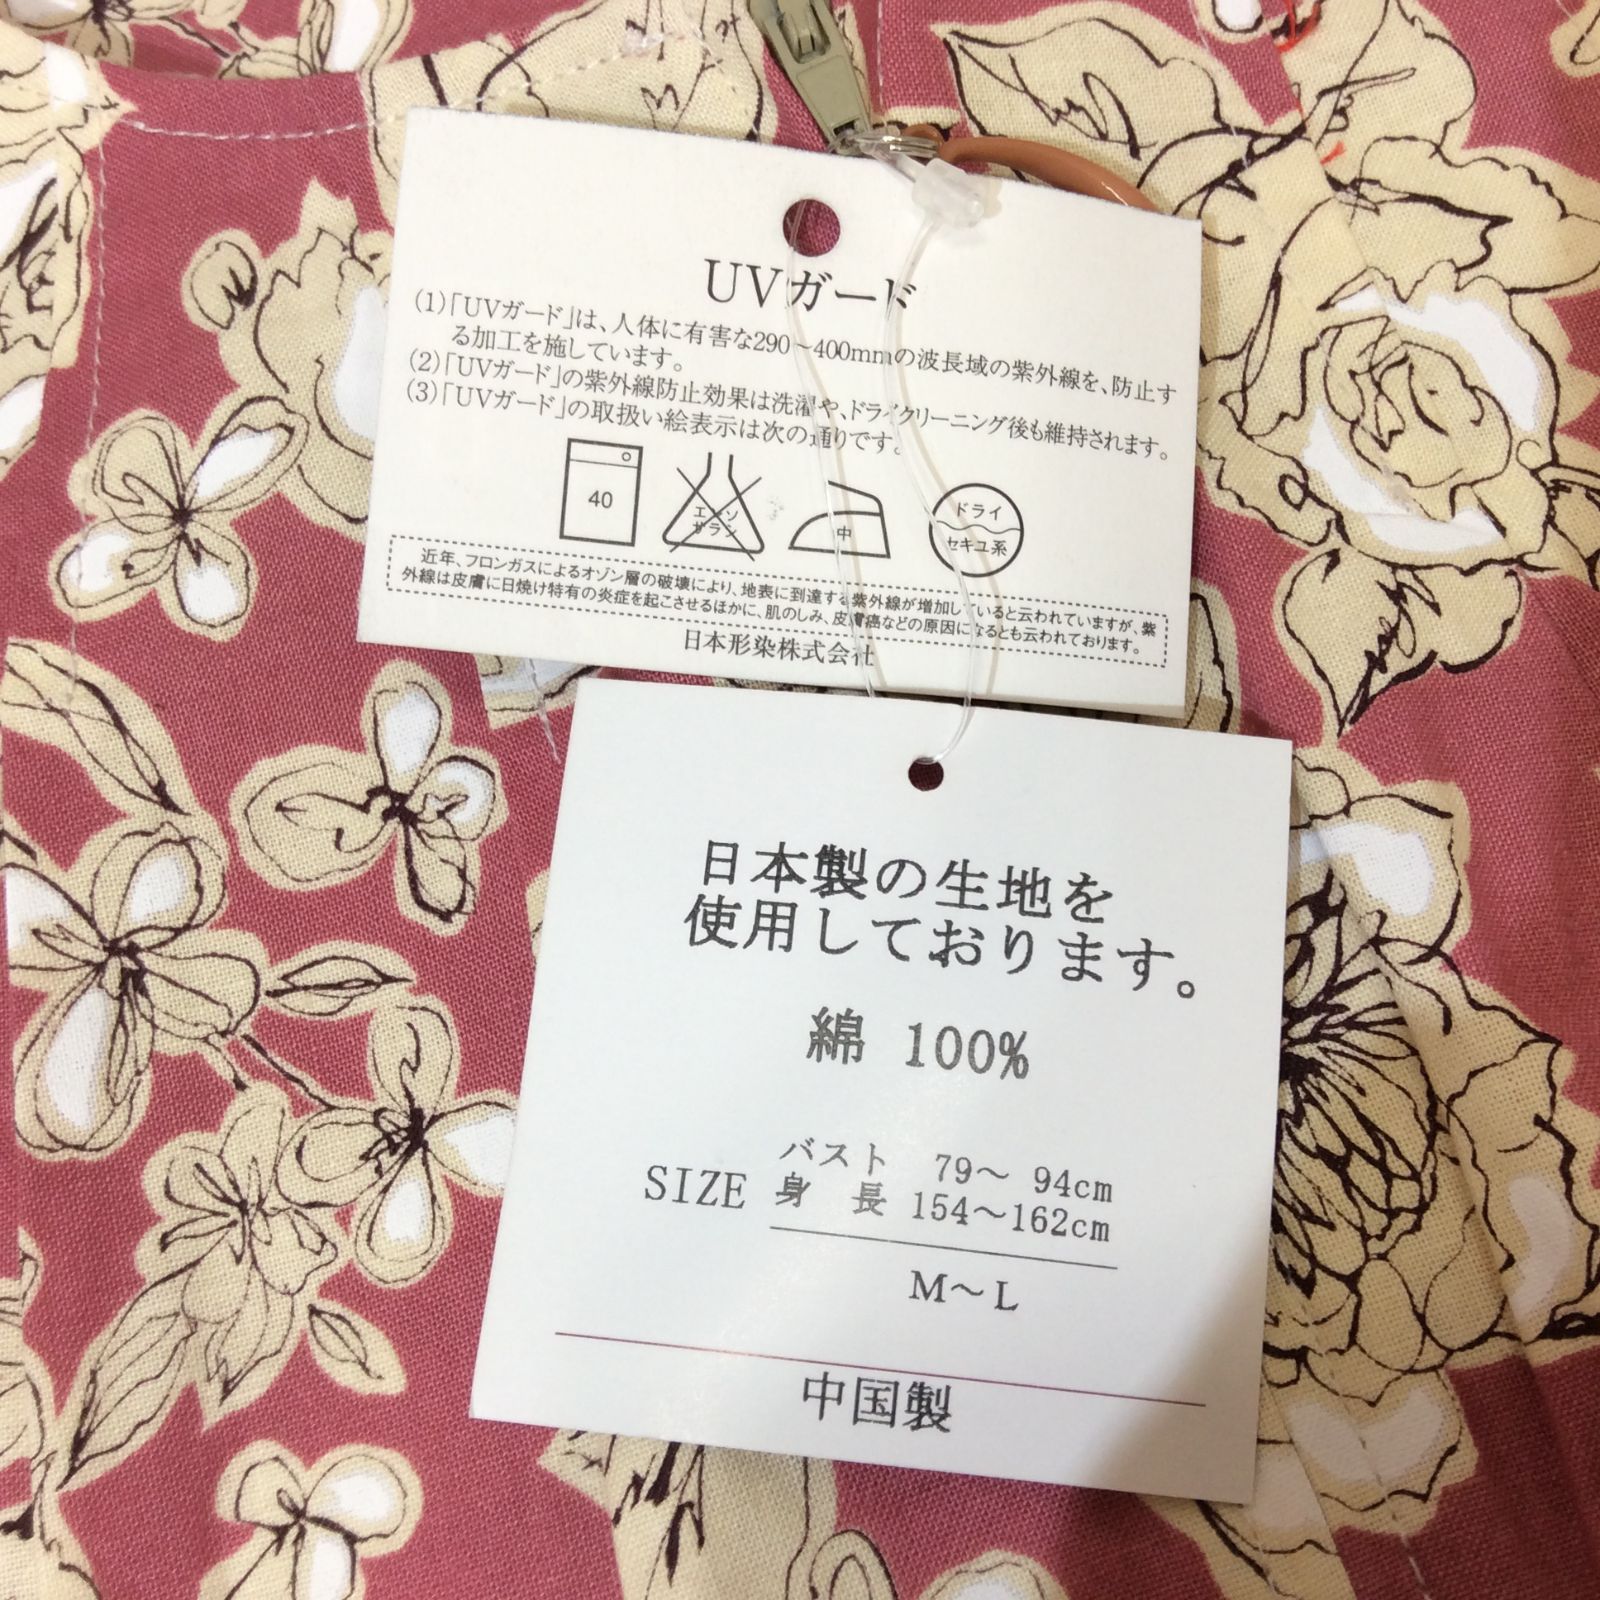 UVガード
(1)「UVガード」は、人体に有害な290～400mmの波長域の紫外線を、防止す
る加工を施しています。
(2)「UVガード」の紫外線防止効果は洗濯や、ドライクリーニング後も維持されます。
(3)「UVガード」の取扱い絵表示は次の通りです。
40
エンソ
サラシ
中
ドライ
セキユ系
近年、フロンガスによるオゾン層の破壊により、地表に到達する紫外線が増加していると云われていますが、紫
外線は皮膚に日焼け特有の炎症を起こさせるほかに、肌のしみ、皮膚癌などの原因になるとも云われております。
日本形染株式会社
日本製の生地を
使用しております。
綿 100%
バスト 79～ 94cm
SIZE 身 長 154～162cm
M～L
中国製